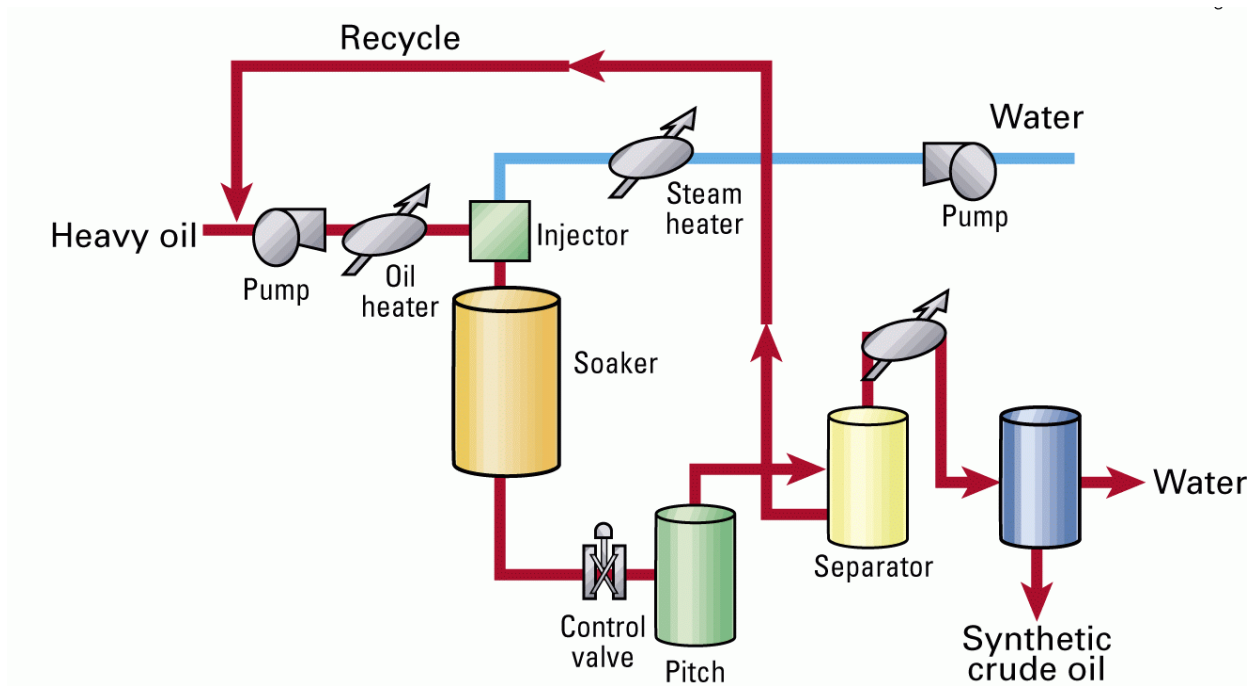 Recycle
Water
Steam
heater
Pump
Heavy oil
Injector
Pump
Oil
heater
Soaker
Water
Separator
Control
valve
Pitch
Synthetic
crude oil